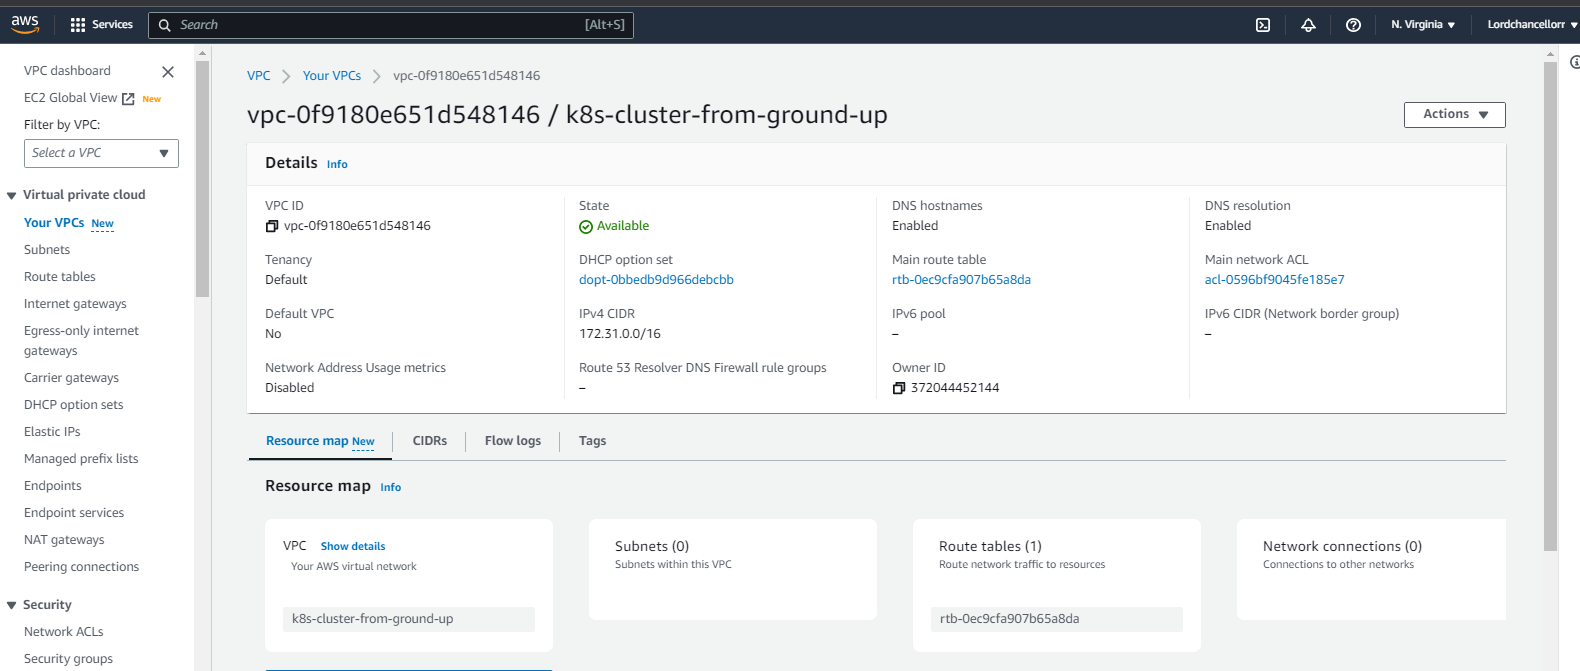 aws
Services
Search
[Alt+S]
N. Virginia
Lordchancellorr
VPC dashboard
EC2 Global View New
Filter by VPC:
Select a VPC
Virtual private cloud
Your VPCs New
Subnets
Route tables
Internet gateways
Egress-only internet
gateways
Carrier gateways
DHCP option sets
Elastic IPs
Managed prefix lists
Endpoints
Endpoint services
NAT gateways
Peering connections
Security
Network ACLs
Security groups
VPC Your VPCs vpc-0f9180e651d548146
vpc-0f9180e651d548146 / k8s-cluster-from-ground-up
Actions
Details Info
VPC ID
vpc-0f9180e651d548146
State
Available
DNS hostnames
Enabled
DNS resolution
Enabled
Tenancy
Default
DHCP option set
dopt-0bbedb9d966debcbb
Main route table
rtb-0ec9cfa907b65a8da
Main network ACL
acl-0596bf9045fe185e7
Default VPC
No
IPv4 CIDR
172.31.0.0/16
IPv6 pool
–
IPv6 CIDR (Network border group)
–
Network Address Usage metrics
Disabled
Route 53 Resolver DNS Firewall rule groups
–
Owner ID
372044452144
Resource map New
CIDRs
Flow logs
Tags
Resource map Info
VPC Show details
Your AWS virtual network
k8s-cluster-from-ground-up
Subnets (0)
Subnets within this VPC
Route tables (1)
Route network traffic to resources
rtb-0ec9cfa907b65a8da
Network connections (0)
Connections to other networks